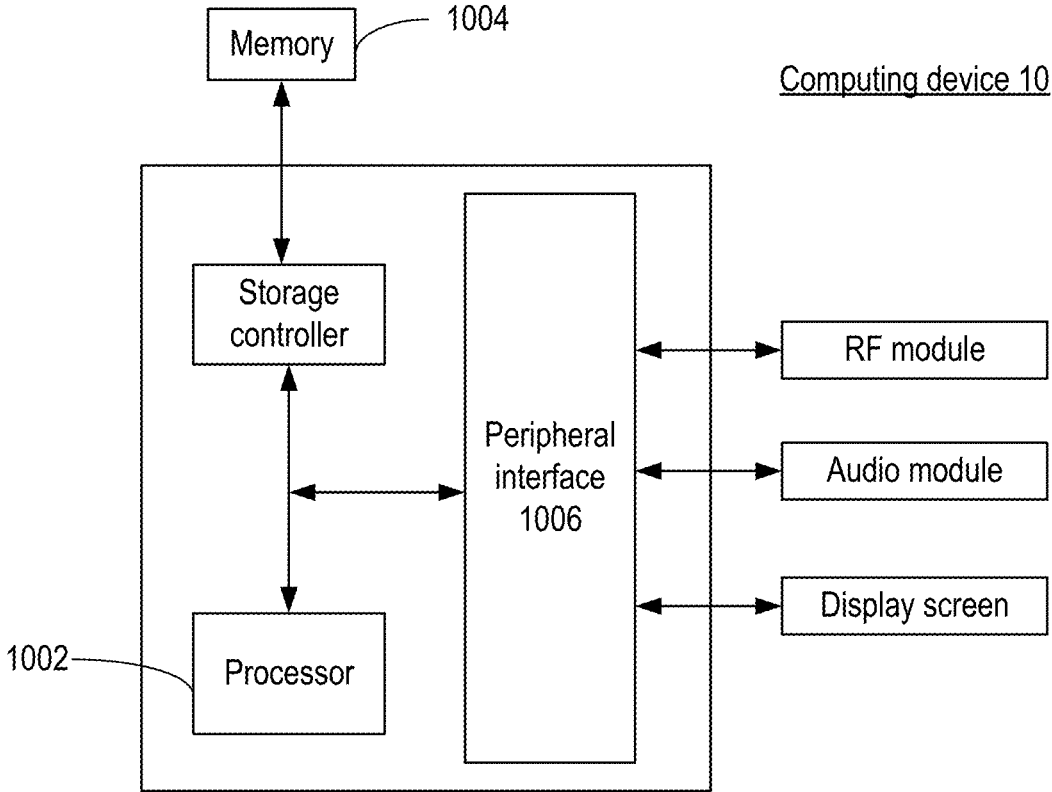 Memory
1004
Computing device 10
Storage
controller
RF module
Peripheral
interface
1006
Audio module
Display screen
1002
Processor